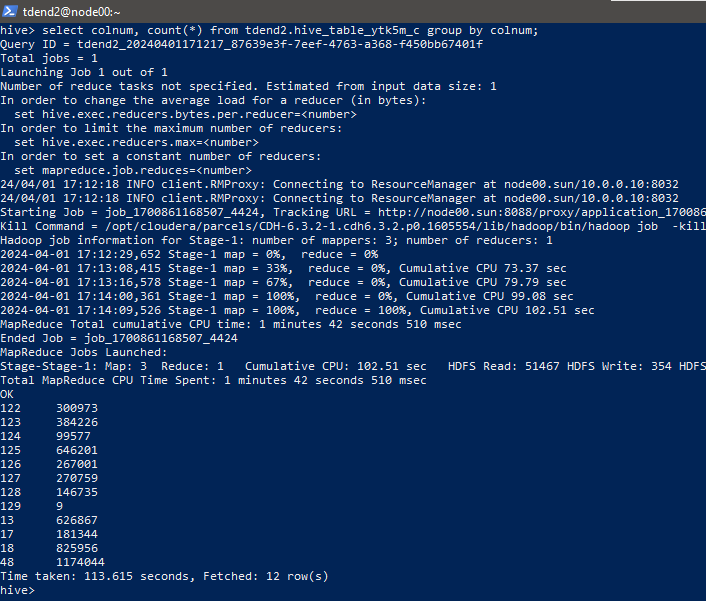 tdend2@node00:~
hive> select colnum, count(*) from tdend2.hive_table_ytk5m_c group by colnum;
Query ID = tdend2_20240401171217_87639e3f-7eef-4763-a368-f450bb67401f
Total jobs = 1
Launching Job 1 out of 1
Number of reduce tasks not specified. Estimated from input data size: 1
In order to change the average load for a reducer (in bytes):
  set hive.exec.reducers.bytes.per.reducer=<number>
In order to limit the maximum number of reducers:
  set hive.exec.reducers.max=<number>
In order to set a constant number of reducers:
  set mapreduce.job.reduces=<number>
24/04/01 17:12:18 INFO client.RMProxy: Connecting to ResourceManager at node00.sun/10.0.0.10:8032
24/04/01 17:12:18 INFO client.RMProxy: Connecting to ResourceManager at node00.sun/10.0.0.10:8032
Starting Job = job_1700861168507_4424, Tracking URL = http://node00.sun:8088/proxy/application_170086
Kill Command = /opt/cloudera/parcels/CDH-6.3.2-1.cdh6.3.2.p0.1605554/lib/hadoop/bin/hadoop job  -kill
Hadoop job information for Stage-1: number of mappers: 3; number of reducers: 1
2024-04-01 17:12:29,652 Stage-1 map = 0%,  reduce = 0%
2024-04-01 17:13:08,415 Stage-1 map = 33%,  reduce = 0%, Cumulative CPU 73.37 sec
2024-04-01 17:13:16,578 Stage-1 map = 67%,  reduce = 0%, Cumulative CPU 79.79 sec
2024-04-01 17:14:00,361 Stage-1 map = 100%,  reduce = 0%, Cumulative CPU 99.08 sec
2024-04-01 17:14:09,526 Stage-1 map = 100%,  reduce = 100%, Cumulative CPU 102.51 sec
MapReduce Total cumulative CPU time: 1 minutes 42 seconds 510 msec
Ended Job = job_1700861168507_4424
MapReduce Jobs Launched:
Stage-Stage-1: Map: 3  Reduce: 1   Cumulative CPU: 102.51 sec   HDFS Read: 51467 HDFS Write: 354 HDFS
Total MapReduce CPU Time Spent: 1 minutes 42 seconds 510 msec
OK
122     300973
123     384226
124     99577
125     646201
126     267001
127     270759
128     146735
129     9
13      626867
17      181344
18      825956
48      1174044
Time taken: 113.615 seconds, Fetched: 12 row(s)
hive>